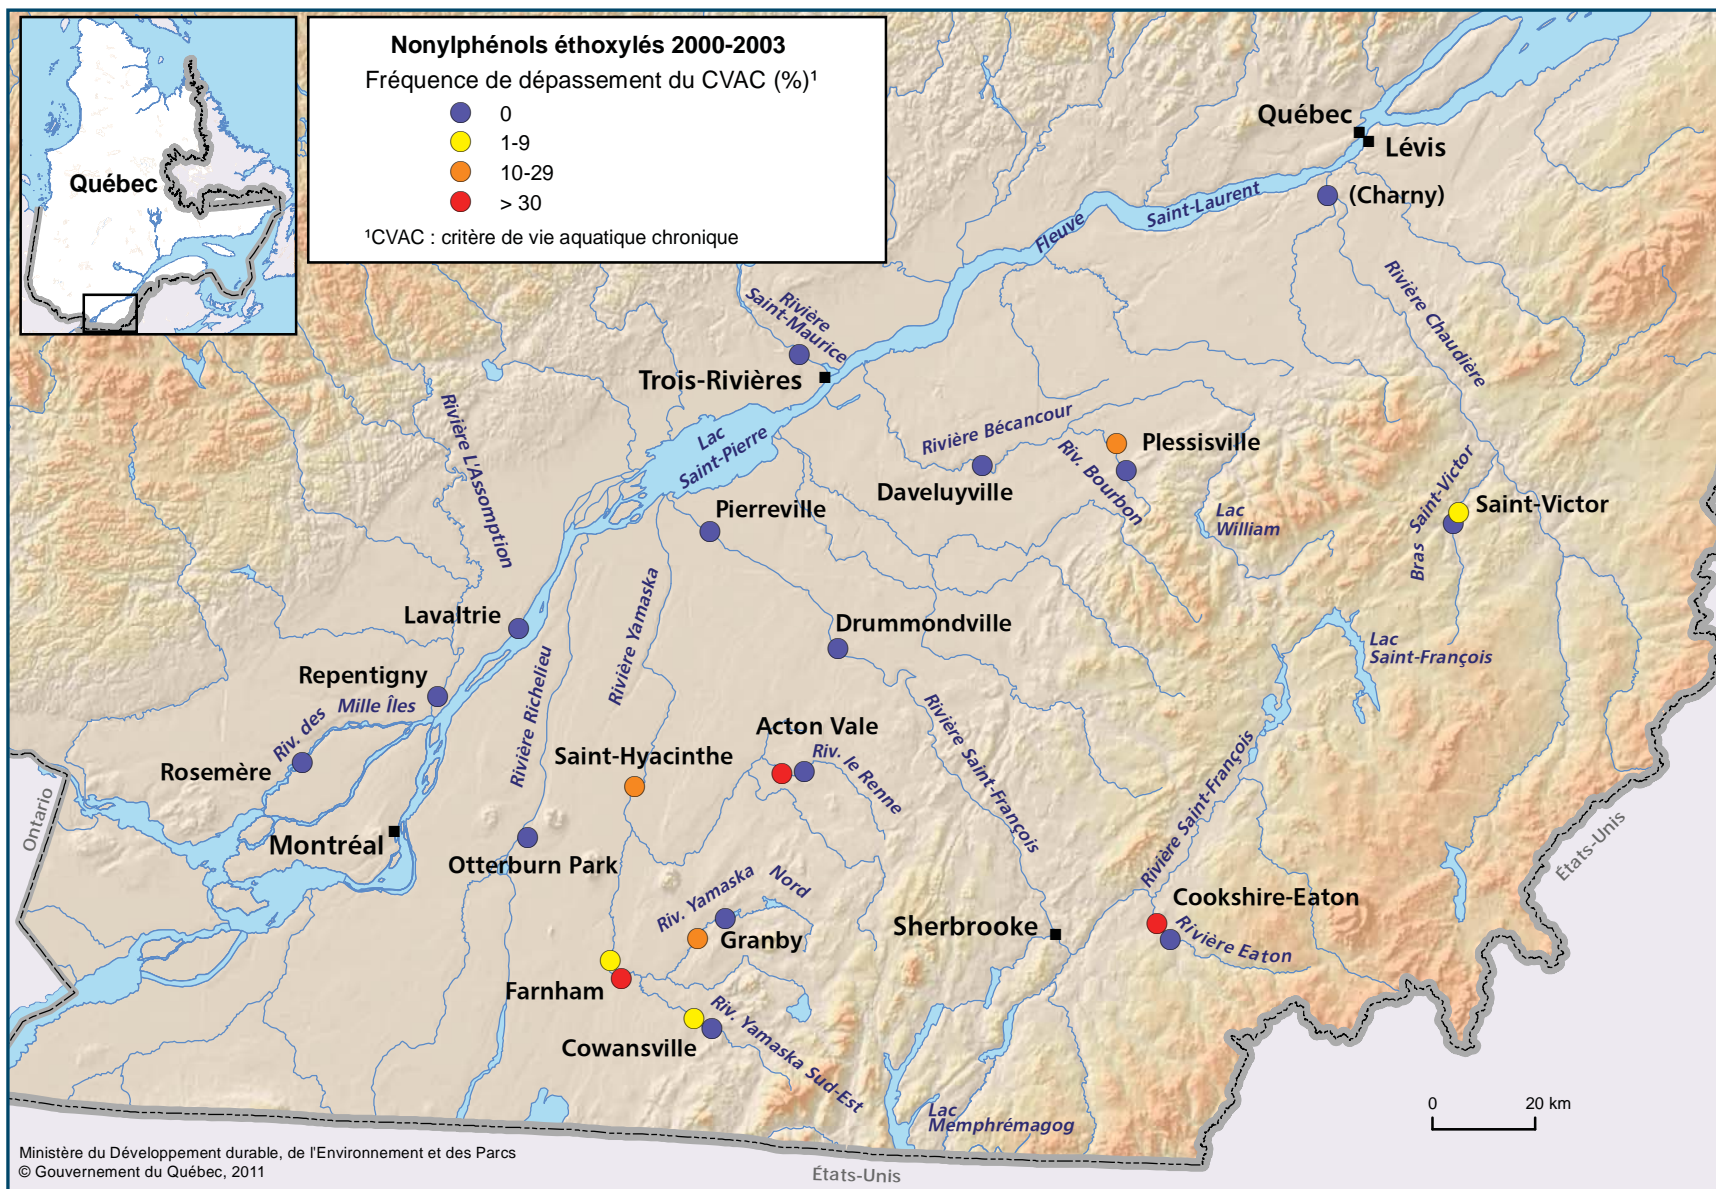 Nonylphénols éthoxylés 2000-2003
Fréquence de dépassement du CVAC (%)¹
0
1-9
10-29
> 30
¹CVAC : critère de vie aquatique chronique
Québec
Québec
Lévis
(Charny)
Fleuve
Saint-Laurent
Rivière
Saint-Maurice
Trois-Rivières
Rivière Chaudière
Rivière L'Assomption
Lac
Saint-Pierre
Rivière Bécancour
Plessisville
Riv. Bourbon
Daveluyville
Pierreville
Lac
William
Bras Saint-Victor
Saint-Victor
Lavaltrie
Rivière Yamaska
Drummondville
Lac
Saint-François
Repentigny
Riv. des Mille Îles
Rosemère
Rivière Richelieu
Acton Vale
Riv. le Renne
Saint-Hyacinthe
Rivière Saint-François
Rivière Saint-François
Ontario
Montréal
Otterburn Park
États-Unis
Riv. Yamaska Nord
Granby
Sherbrooke
Cookshire-Eaton
Rivière Eaton
Farnham
Cowansville
Riv. Yamaska Sud-Est
Lac
Memphrémagog
0 20 km
Ministère du Développement durable, de l'Environnement et des Parcs
© Gouvernement du Québec, 2011
États-Unis